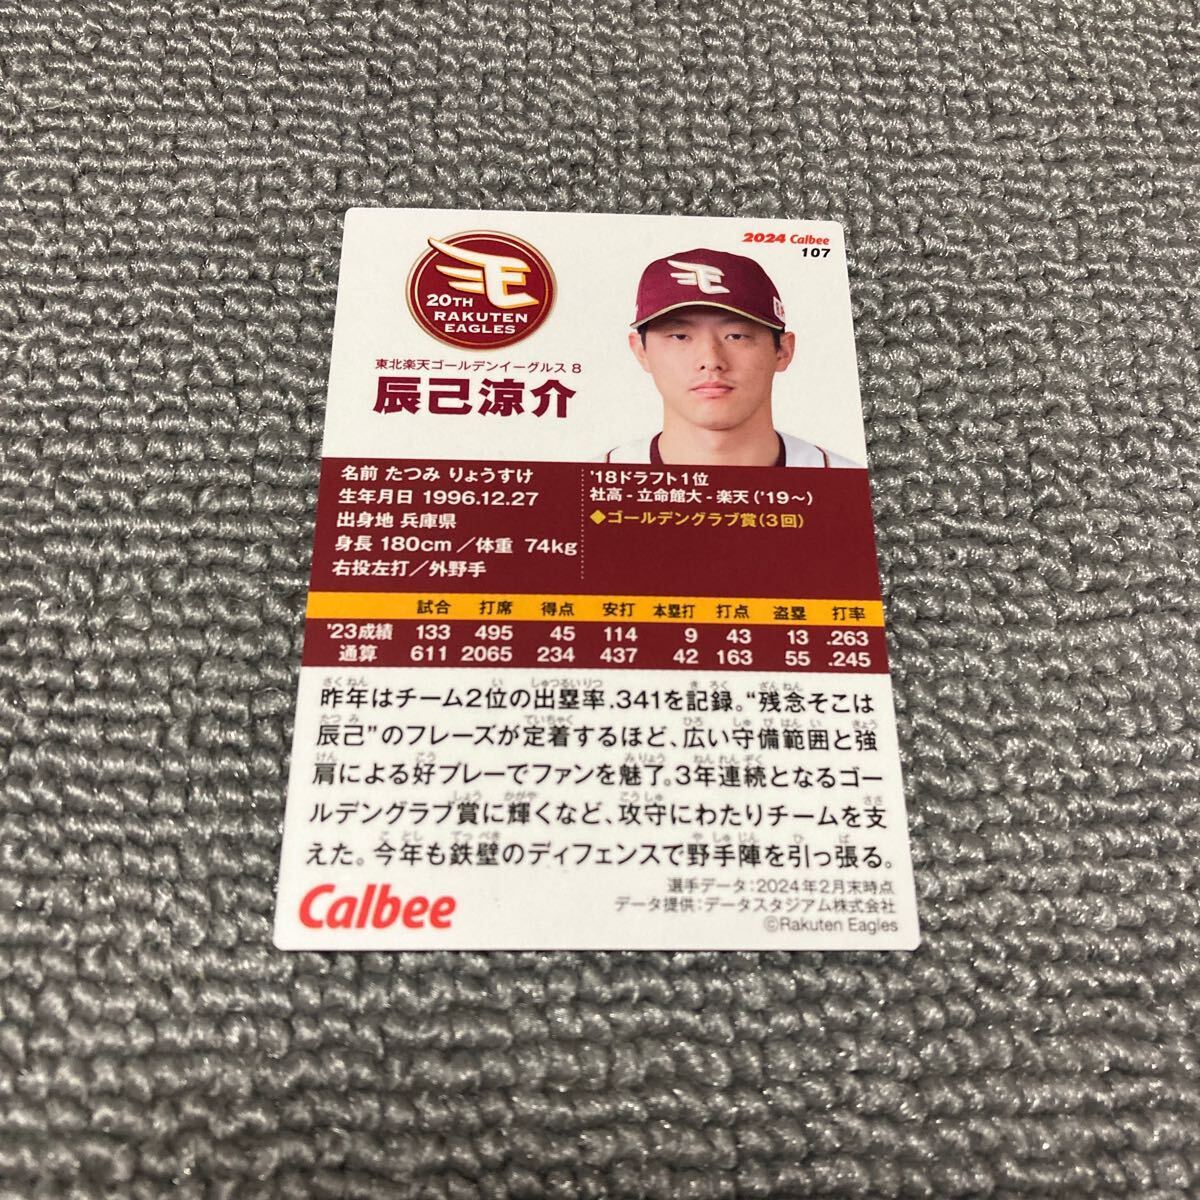 2024 Calbee
107
20TH
RAKUTEN
EAGLES
東北楽天ゴールデンイーグルス 8
辰己涼介
名前 たつみ りょうすけ
生年月日 1996.12.27
出身地 兵庫県
身長 180cm／体重 74kg
右投左打／外野手
'18ドラフト1位
社高-立命館大-楽天('19〜)
◆ゴールデングラブ賞(3回)
試合 打席 得点 安打 本塁打 打点 盗塁 打率
'23成績 133 495 45 114 9 43 13 .263
通算 611 2065 234 437 42 163 55 .245
昨年はチーム2位の出塁率.341を記録。“残念そこは
辰己”のフレーズが定着するほど、広い守備範囲と強
肩による好プレーでファンを魅了。3年連続となるゴー
ルデングラブ賞に輝くなど、攻守にわたりチームを支
えた。今年も鉄壁のディフェンスで野手陣を引っ張る。
選手データ：2024年2月末時点
データ提供：データスタジアム株式会社
©Rakuten Eagles
Calbee